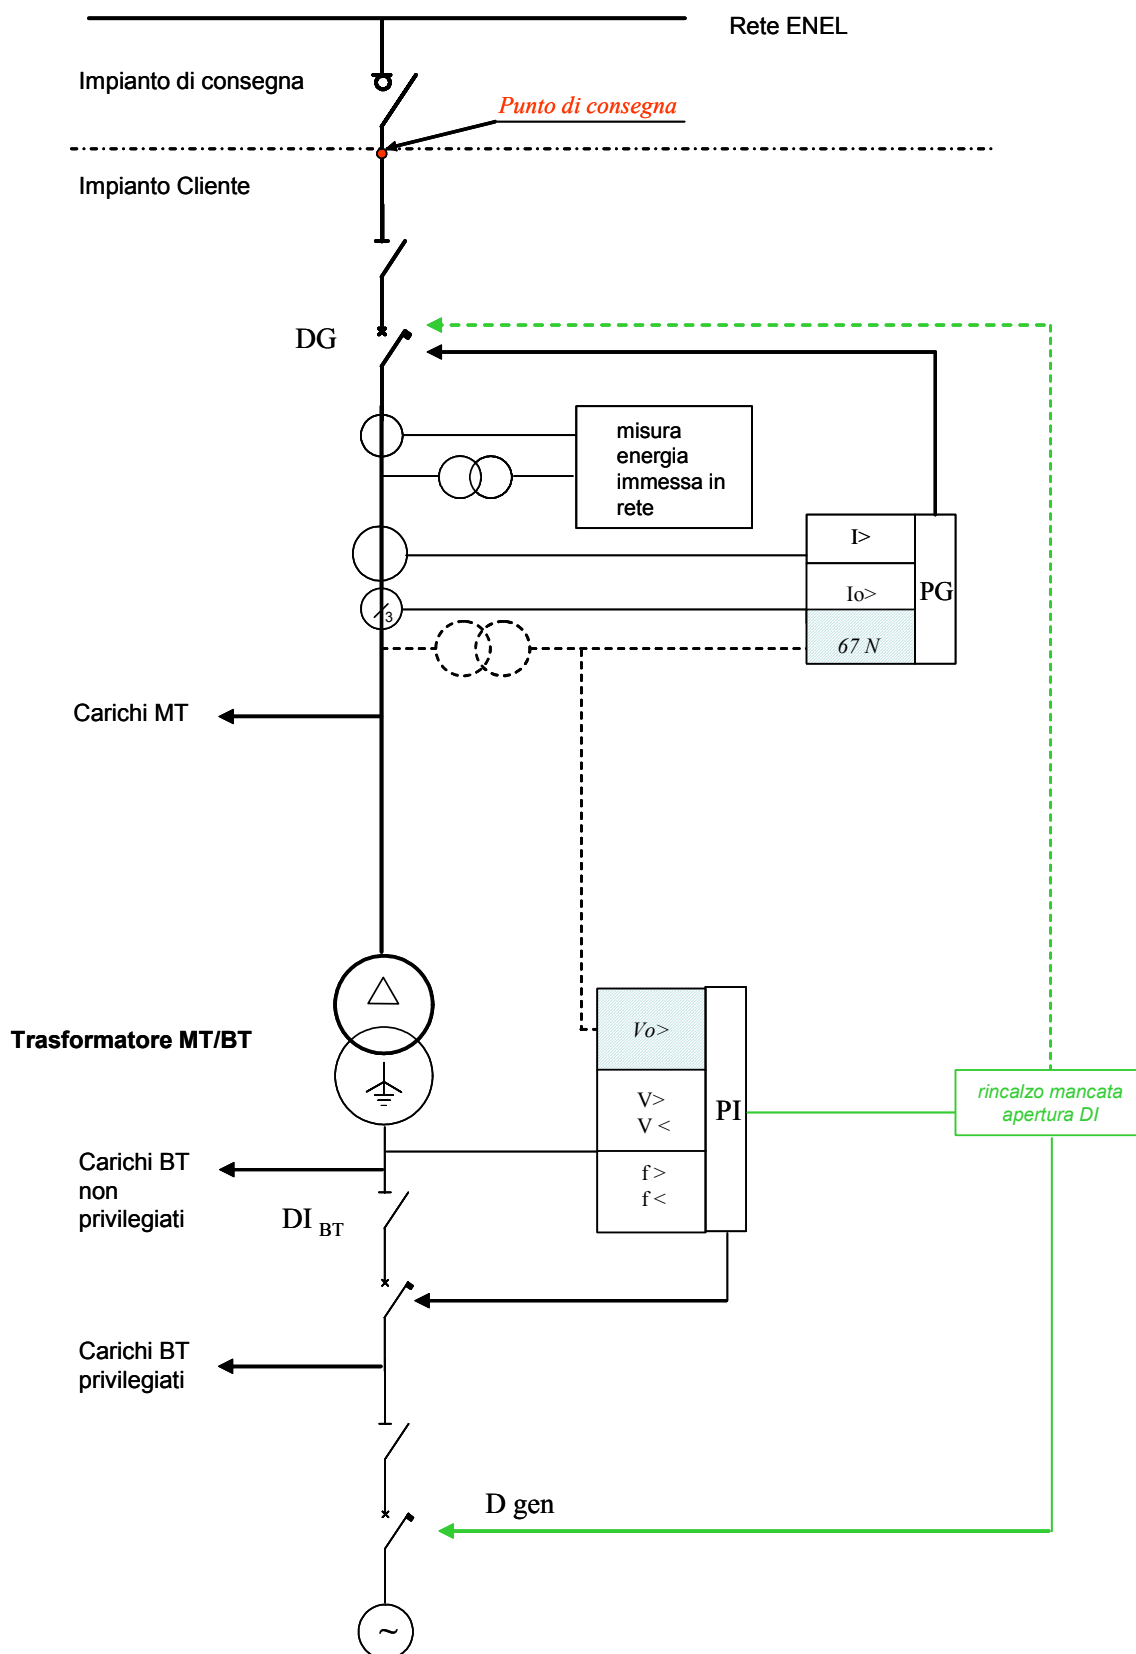 Rete ENEL
Impianto di consegna
Punto di consegna
Impianto Cliente
DG
misura
energia
immessa in
rete
I>
Io>
PG
3
67 N
Carichi MT
Trasformatore MT/BT
Vo>
V>
V <
PI
f >
f <
rincalzo mancata
apertura DI
Carichi BT
non
privilegiati
DI BT
Carichi BT
privilegiati
D gen
~